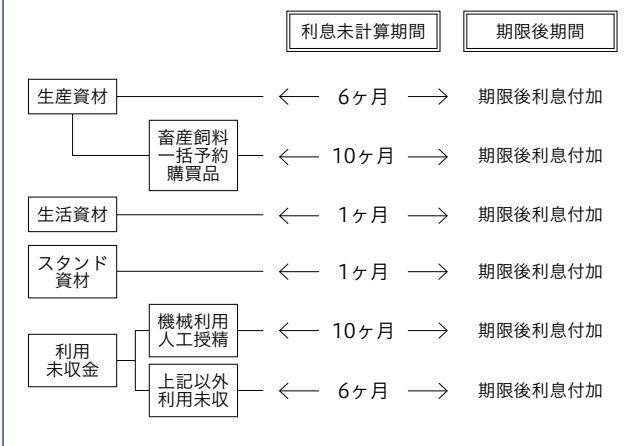 利息未計算期間 期限後期間
生産資材 6ヶ月 期限後利息付加
畜産飼料
一括予約
購買品
10ヶ月 期限後利息付加
生活資材 1ヶ月 期限後利息付加
スタンド
資材
1ヶ月 期限後利息付加
利用
未収金
機械利用
人工授精
10ヶ月 期限後利息付加
上記以外
利用未収
6ヶ月 期限後利息付加